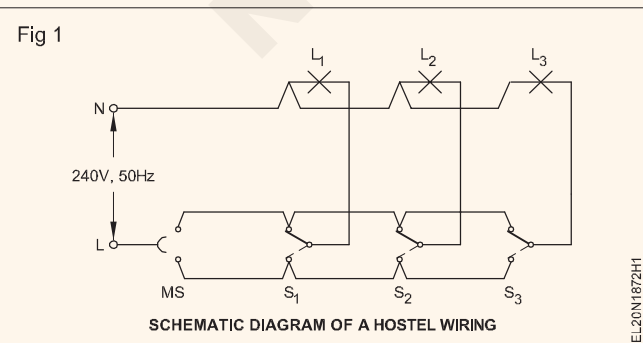 Fig 1
L1 L2 L3
N
240V, 50Hz
L
MS S1 S2 S3
SCHEMATIC DIAGRAM OF A HOSTEL WIRING
EL20N1872H1